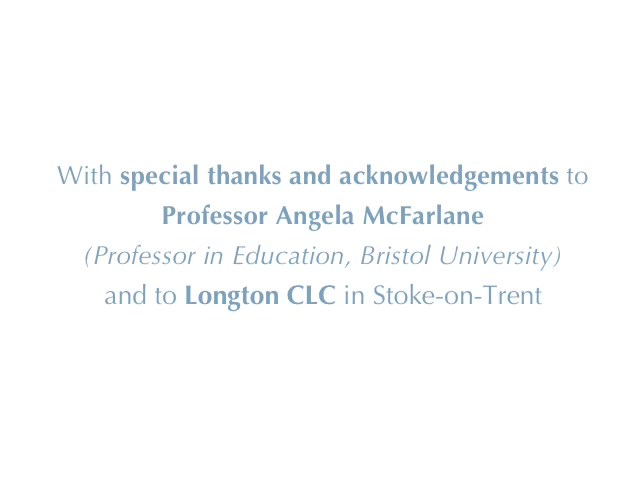 With special thanks and acknowledgements to
Professor Angela McFarlane
(Professor in Education, Bristol University)
and to Longton CLC in Stoke-on-Trent